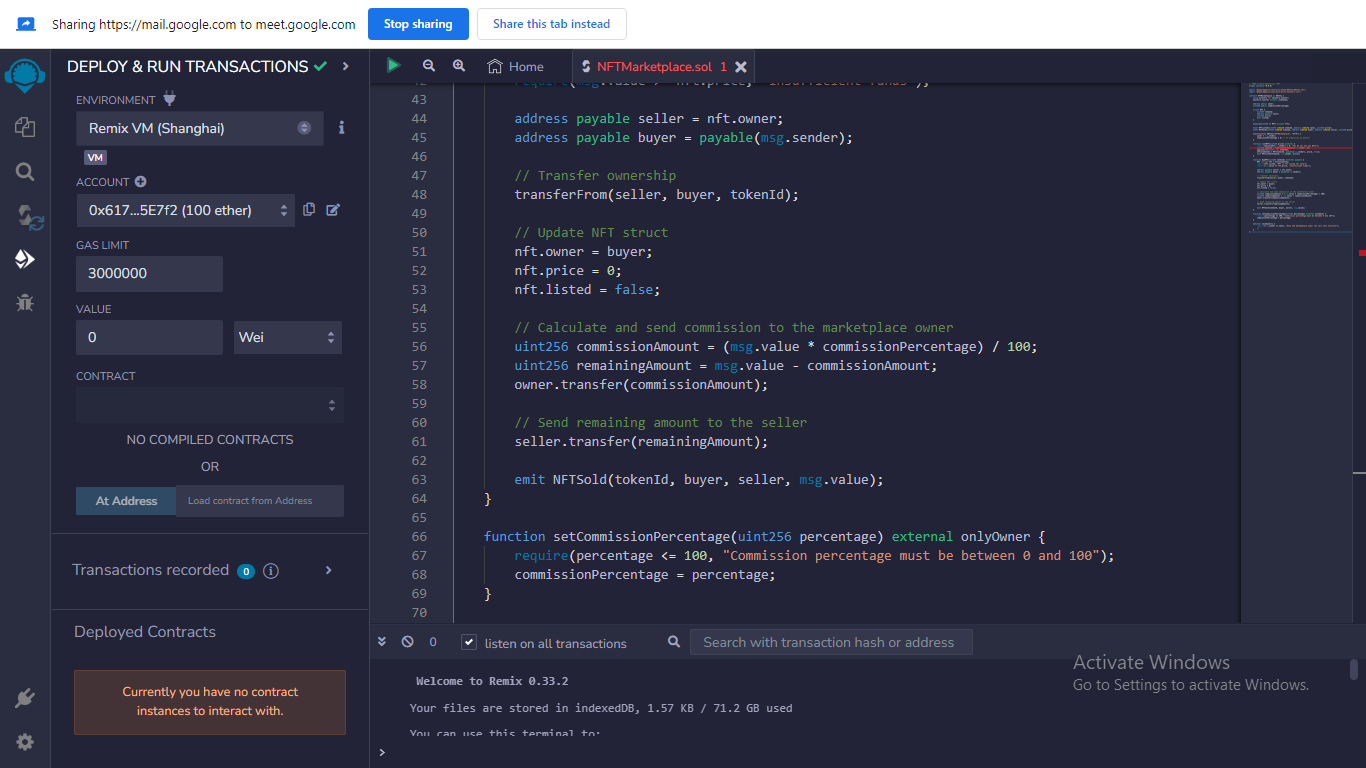 Sharing https://mail.google.com to meet.google.com
Stop sharing
Share this tab instead
DEPLOY & RUN TRANSACTIONS
ENVIRONMENT
Remix VM (Shanghai)
VM
ACCOUNT
0x617...5E7f2 (100 ether)
GAS LIMIT
3000000
VALUE
0
Wei
CONTRACT
NO COMPILED CONTRACTS
OR
At Address
Load contract from Address
Transactions recorded 0
Deployed Contracts
Currently you have no contract
instances to interact with.
Home
NFTMarketplace.sol 1
43
44 address payable seller = nft.owner;
45 address payable buyer = payable(msg.sender);
46
47 // Transfer ownership
48 transferFrom(seller, buyer, tokenId);
49
50 // Update NFT struct
51 nft.owner = buyer;
52 nft.price = 0;
53 nft.listed = false;
54
55 // Calculate and send commission to the marketplace owner
56 uint256 commissionAmount = (msg.value * commissionPercentage) / 100;
57 uint256 remainingAmount = msg.value - commissionAmount;
58 owner.transfer(commissionAmount);
59
60 // Send remaining amount to the seller
61 seller.transfer(remainingAmount);
62
63 emit NFTSold(tokenId, buyer, seller, msg.value);
64 }
65
66 function setCommissionPercentage(uint256 percentage) external onlyOwner {
67 require(percentage <= 100, "Commission percentage must be between 0 and 100");
68 commissionPercentage = percentage;
69 }
70
0
listen on all transactions
Search with transaction hash or address
Welcome to Remix 0.33.2
Your files are stored in indexedDB, 1.57 KB / 71.2 GB used
You can use this terminal to:
>
Activate Windows
Go to Settings to activate Windows.